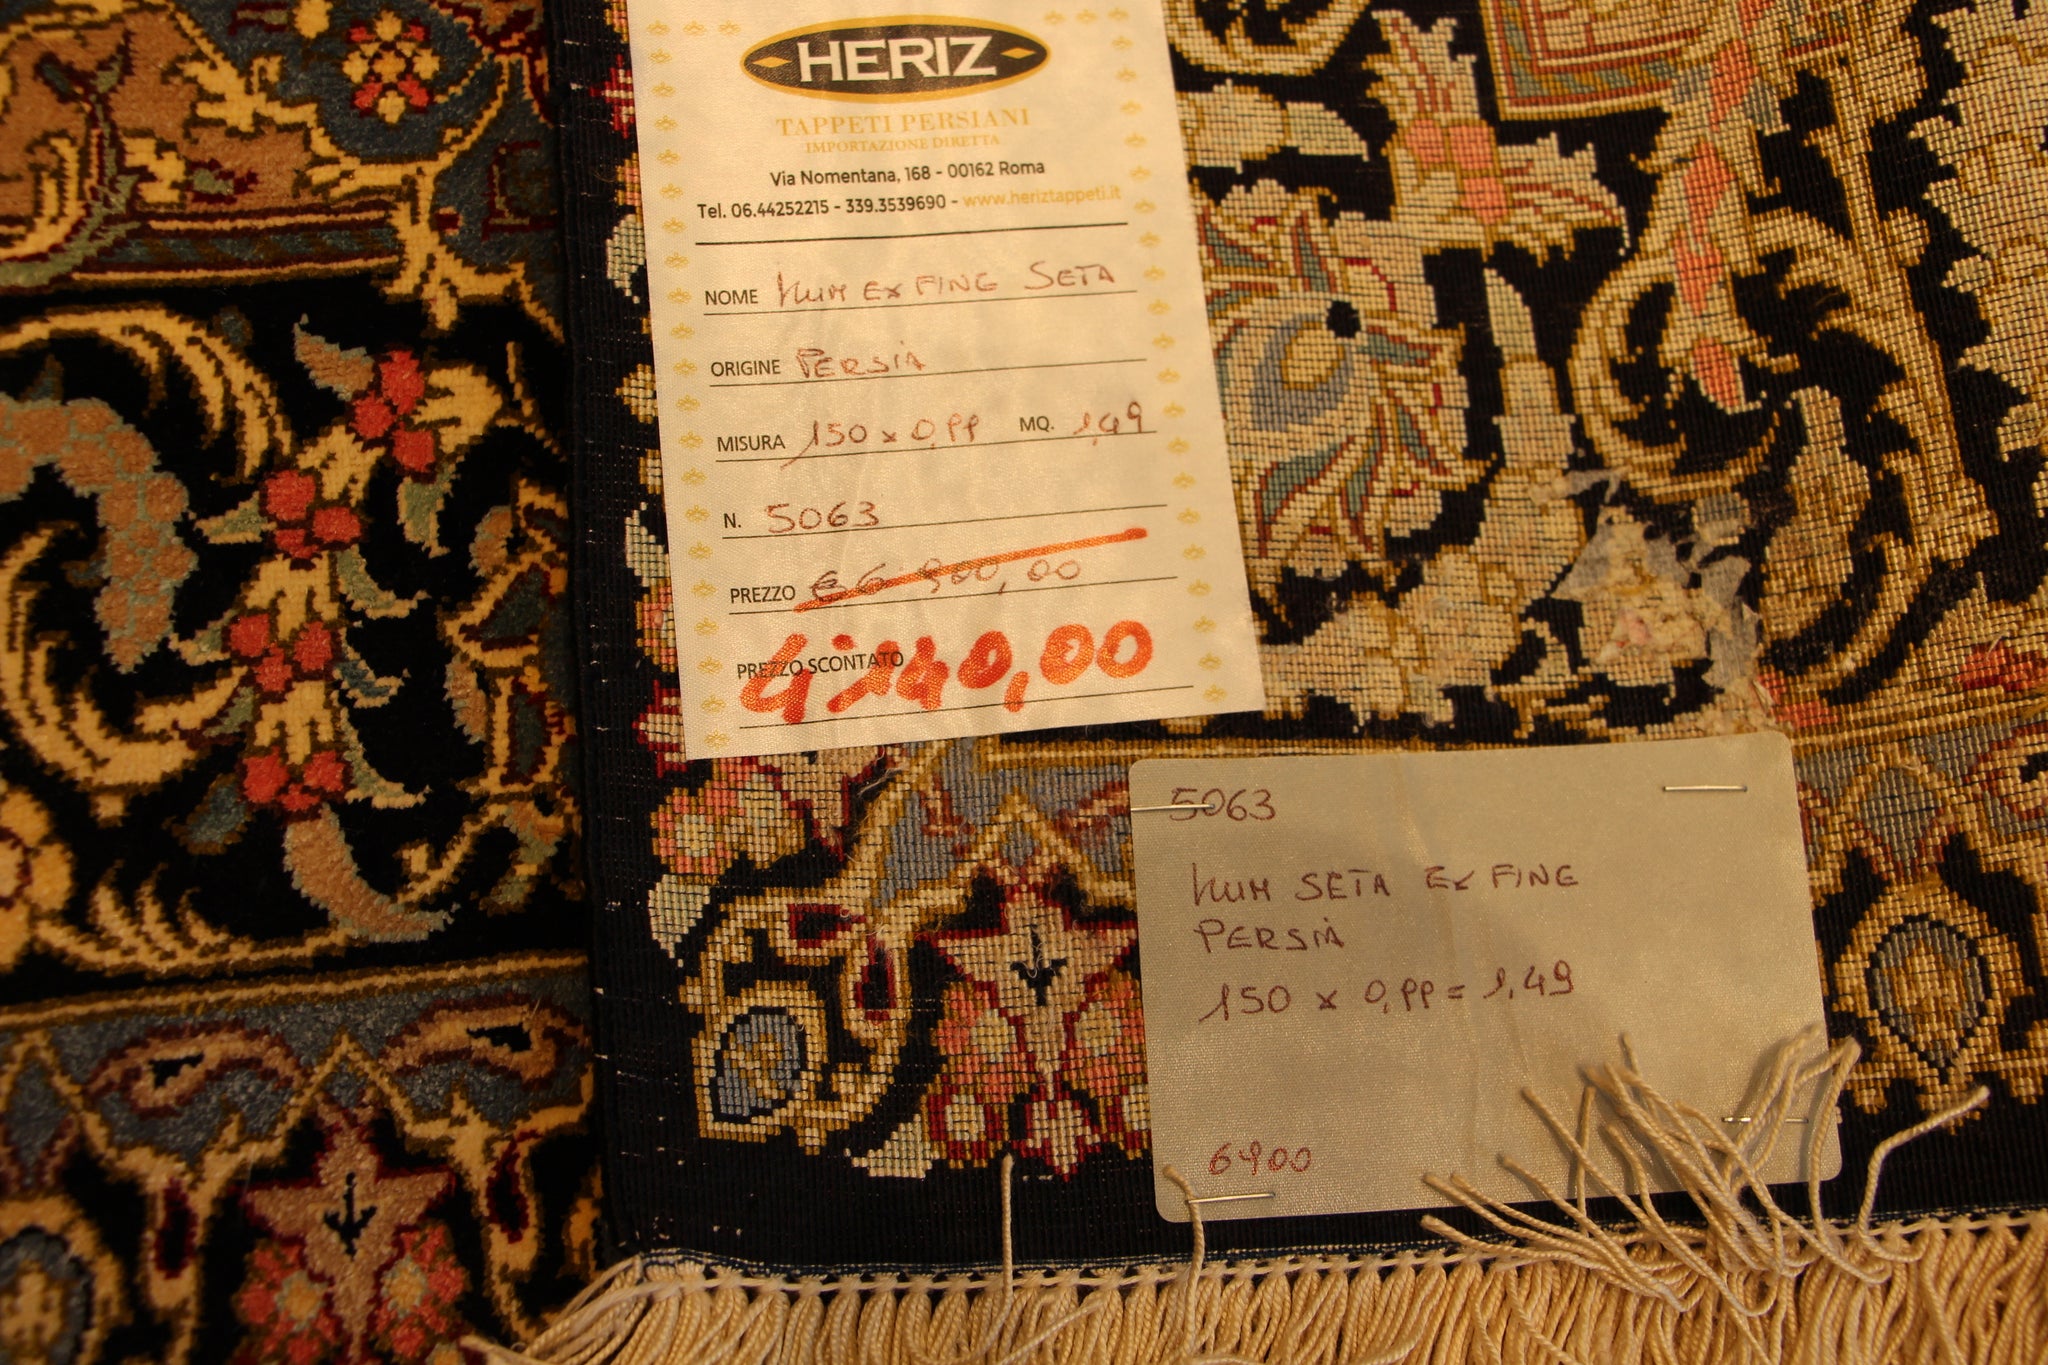 HERIZ
TAPPETI PERSIANI
IMPORTAZIONE DIRETTA
Via Nomentana, 168 - 00162 Roma
Tel. 06.44252215 - 339.3539690 - www.heriztappeti.it
NOME KUM EX FINE SETA
ORIGINE PERSIA
MISURA 150 x 0,99 MQ. 1,49
N. 5063
PREZZO € 6.900,00
PREZZO SCONTATO 4.140,00
5063
KUM SETA EX FINE
PERSIA
150 x 0,99 = 1,49
6900